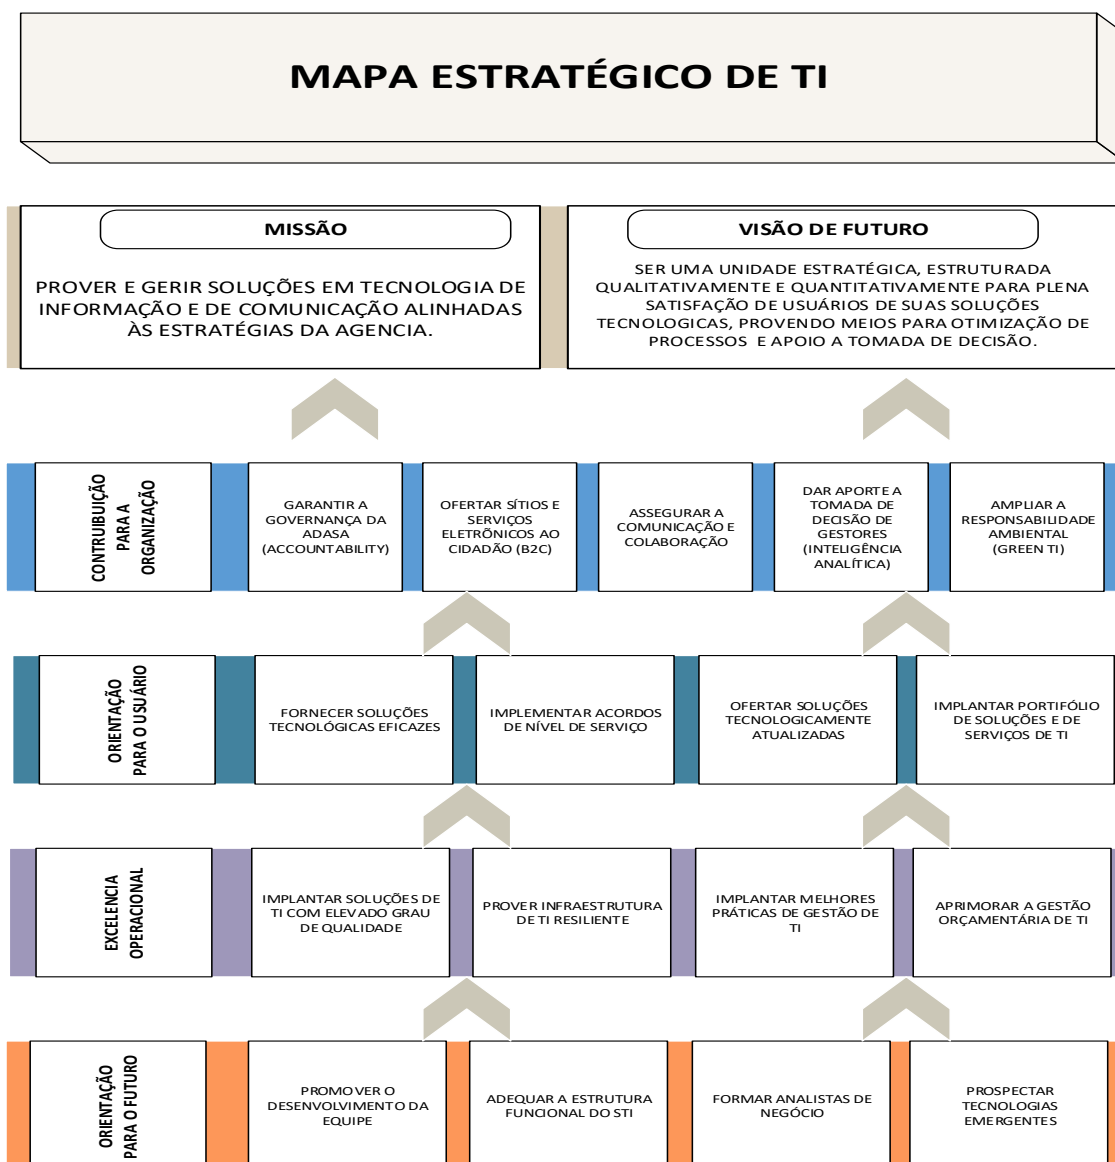 MAPA ESTRATÉGICO DE TI
MISSÃO
PROVER E GERIR SOLUÇÕES EM TECNOLOGIA DE
INFORMAÇÃO E DE COMUNICAÇÃO ALINHADAS
ÀS ESTRATÉGIAS DA AGENCIA.
VISÃO DE FUTURO
SER UMA UNIDADE ESTRATÉGICA, ESTRUTURADA
QUALITATIVAMENTE E QUANTITATIVAMENTE PARA PLENA
SATISFAÇÃO DE USUÁRIOS DE SUAS SOLUÇÕES
TECNOLOGICAS, PROVENDO MEIOS PARA OTIMIZAÇÃO DE
PROCESSOS E APOIO A TOMADA DE DECISÃO.
CONTRUIBUIÇÃO
PARA A
ORGANIZAÇÃO
GARANTIR A
GOVERNANÇA DA
ADASA
(ACCOUNTABILITY)
OFERTAR SÍTIOS E
SERVIÇOS
ELETRÔNICOS AO
CIDADÃO (B2C)
ASSEGURAR A
COMUNICAÇÃO E
COLABORAÇÃO
DAR APORTE A
TOMADA DE
DECISÃO DE
GESTORES
(INTELIGÊNCIA
ANALÍTICA)
AMPLIAR A
RESPONSABILIDADE
AMBIENTAL
(GREEN TI)
ORIENTAÇÃO
PARA O USUÁRIO
FORNECER SOLUÇÕES
TECNOLÓGICAS EFICAZES
IMPLEMENTAR ACORDOS
DE NÍVEL DE SERVIÇO
OFERTAR SOLUÇÕES
TECNOLOGICAMENTE
ATUALIZADAS
IMPLANTAR PORTIFÓLIO
DE SOLUÇÕES E DE
SERVIÇOS DE TI
EXCELENCIA
OPERACIONAL
IMPLANTAR SOLUÇÕES DE
TI COM ELEVADO GRAU
DE QUALIDADE
PROVER INFRAESTRUTURA
DE TI RESILIENTE
IMPLANTAR MELHORES
PRÁTICAS DE GESTÃO DE
TI
APRIMORAR A GESTÃO
ORÇAMENTÁRIA DE TI
ORIENTAÇÃO
PARA O FUTURO
PROMOVER O
DESENVOLVIMENTO DA
EQUIPE
ADEQUAR A ESTRUTURA
FUNCIONAL DO STI
FORMAR ANALISTAS DE
NEGÓCIO
PROSPECTAR
TECNOLOGIAS
EMERGENTES